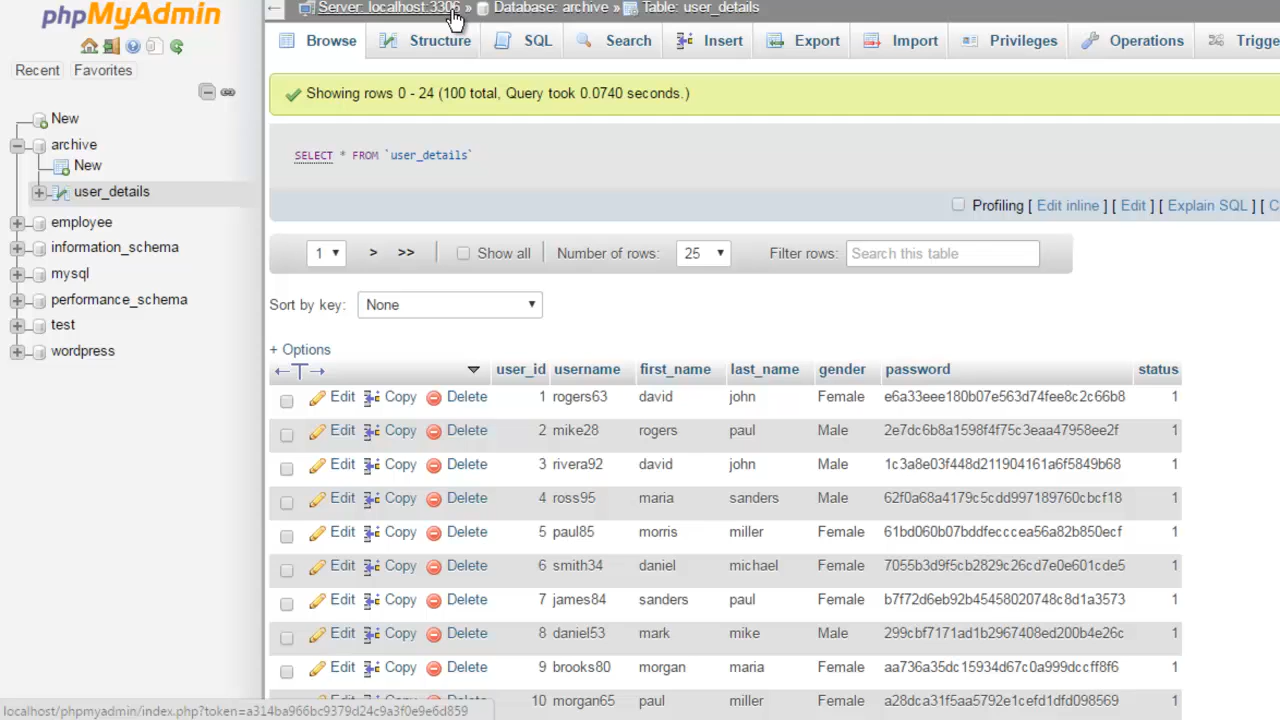 phpMyAdmin
Recent Favorites
New
archive
New
user_details
employee
information_schema
mysql
performance_schema
test
wordpress
Server: localhost:3306 » Database: archive » Table: user_details
Browse Structure SQL Search Insert Export Import Privileges Operations Trigge
Showing rows 0 - 24 (100 total, Query took 0.0740 seconds.)
SELECT * FROM `user_details`
Profiling [ Edit inline ] [ Edit ] [ Explain SQL ] [ C
1 > >> Show all Number of rows: 25 Filter rows: Search this table
Sort by key: None
+ Options
user_id username first_name last_name gender password status
Edit Copy Delete 1 rogers63 david john Female e6a33eee180b07e563d74fee8c2c66b8 1
Edit Copy Delete 2 mike28 rogers paul Male 2e7dc6b8a1598f4f75c3eaa47958ee2f 1
Edit Copy Delete 3 rivera92 david john Male 1c3a8e03f448d211904161a6f5849b68 1
Edit Copy Delete 4 ross95 maria sanders Male 62f0a68a4179c5cdd997189760cbcf18 1
Edit Copy Delete 5 paul85 morris miller Female 61bd060b07bddfecccea56a82b850ecf 1
Edit Copy Delete 6 smith34 daniel michael Female 7055b3d9f5cb2829c26cd7e0e601cde5 1
Edit Copy Delete 7 james84 sanders paul Female b7f72d6eb92b45458020748c8d1a3573 1
Edit Copy Delete 8 daniel53 mark mike Male 299cbf7171ad1b2967408ed200b4e26c 1
Edit Copy Delete 9 brooks80 morgan maria Female aa736a35dc15934d67c0a999dccff8f6 1
Edit Copy Delete 10 morgan65 paul miller Female a28dca31f5aa5792e1cefd1dfd098569 1
localhost/phpmyadmin/index.php?token=a314ba966bc9379d24c9a3f0e9e6d859